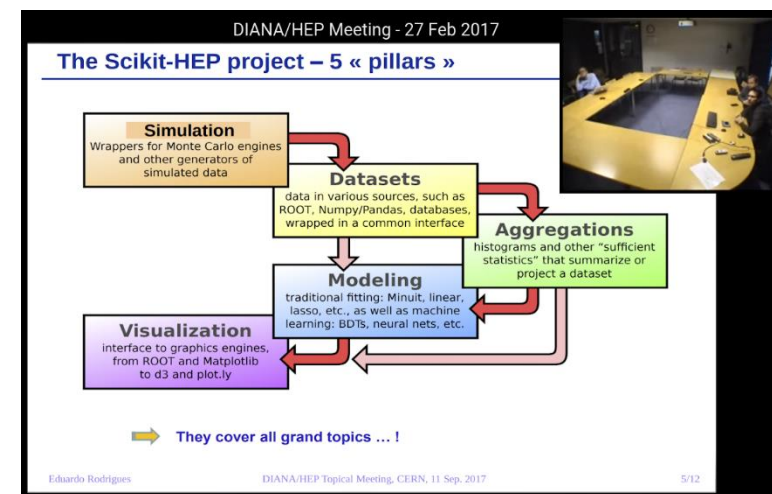 DIANA/HEP Meeting - 27 Feb 2017
The Scikit-HEP project – 5 « pillars »
Simulation
Wrappers for Monte Carlo engines
and other generators of
simulated data
Datasets
data in various sources, such as
ROOT, Numpy/Pandas, databases,
wrapped in a common interface
Aggregations
histograms and other “sufficient
statistics” that summarize or
project a dataset
Modeling
traditional fitting: Minuit, linear,
lasso, etc., as well as machine
learning: BDTs, neural nets, etc.
Visualization
interface to graphics engines,
from ROOT and Matplotlib
to d3 and plot.ly
They cover all grand topics … !
Eduardo Rodrigues
DIANA/HEP Topical Meeting, CERN, 11 Sep. 2017
5/12